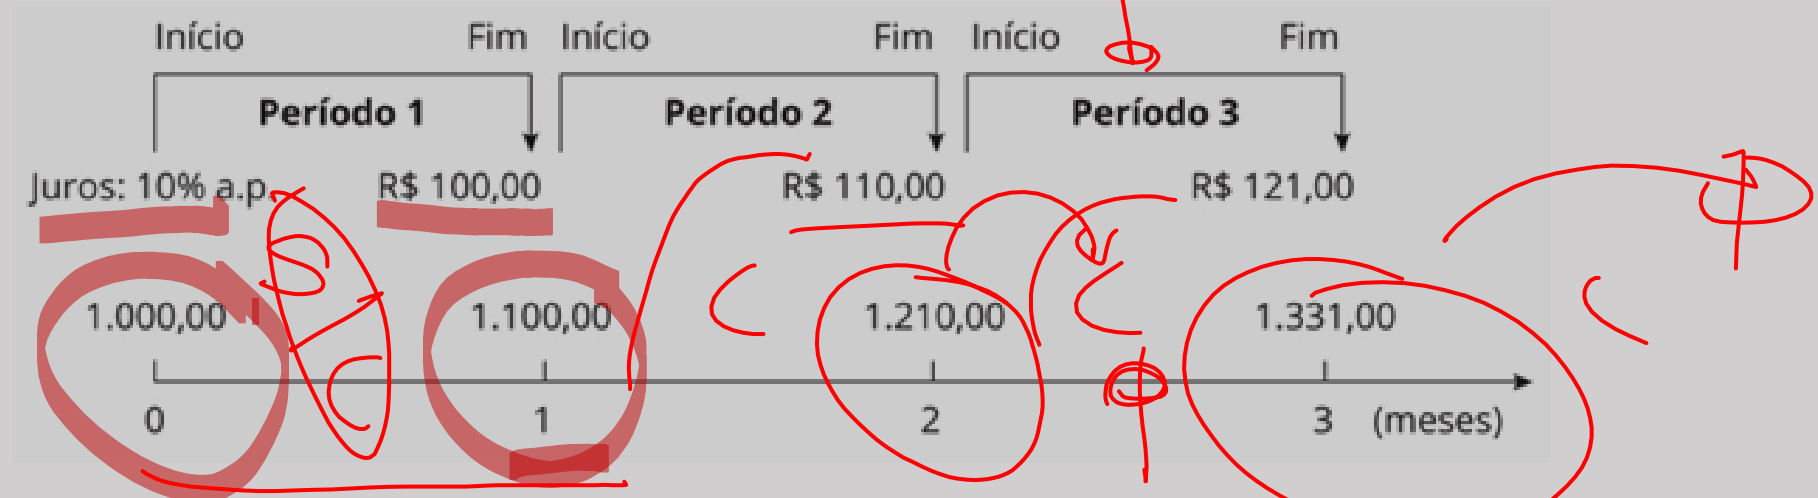 Início Fim Início Fim Início Fim
Período 1 Período 2 Período 3
Juros: 10% a.p. R$ 100,00 R$ 110,00 R$ 121,00
S
C C C C
1.000,00 1.100,00 1.210,00 1.331,00
0 1 2 3 (meses)